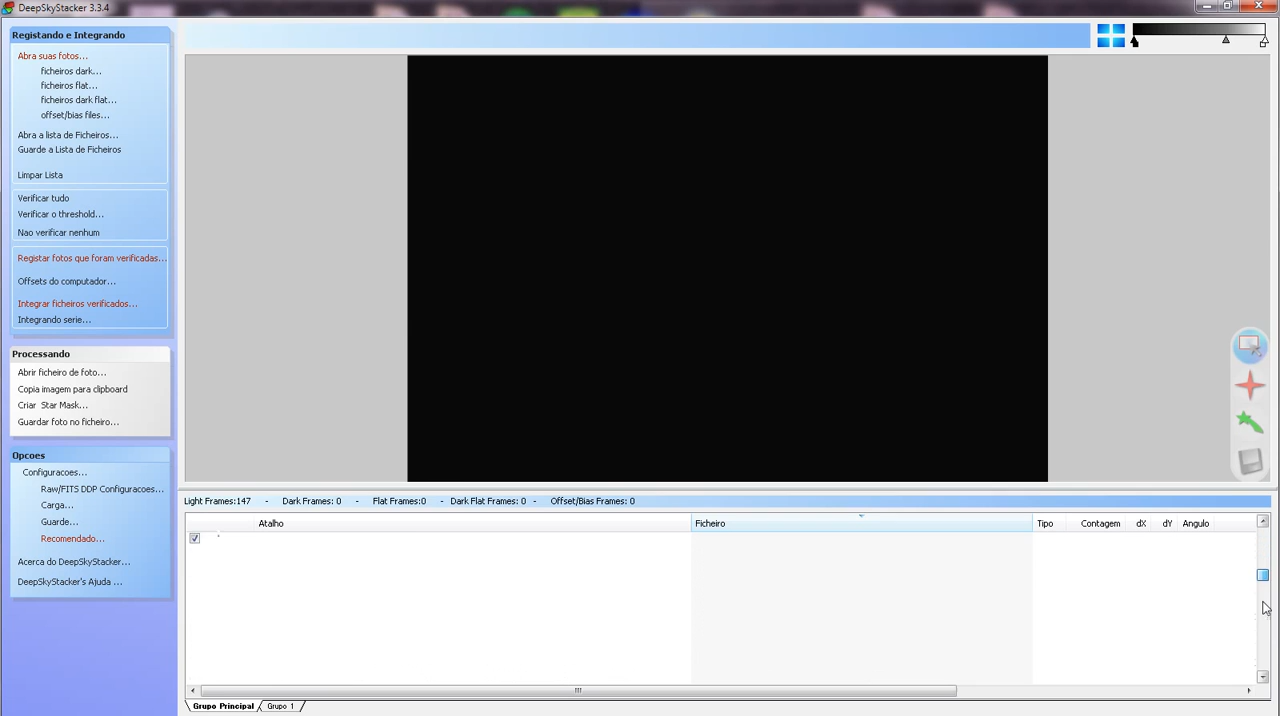 DeepSkyStacker 3.3.4
Registando e Integrando
Abra suas fotos...
ficheiros dark...
ficheiros flat...
ficheiros dark flat...
offset/bias files...
Abra a lista de Ficheiros...
Guarde a Lista de Ficheiros
Limpar Lista
Verificar tudo
Verificar o threshold...
Nao verificar nenhum
Registar fotos que foram verificadas...
Offsets do computador...
Integrar ficheiros verificados...
Integrando serie...
Processando
Abrir ficheiro de foto...
Copia imagem para clipboard
Criar Star Mask...
Guardar foto no ficheiro...
Opcoes
Configuracoes...
Raw/FITS DDP Configuracoes...
Carga...
Guarde...
Recomendado...
Acerca do DeepSkyStacker...
DeepSkyStacker's Ajuda ...
Light Frames:147 - Dark Frames: 0 - Flat Frames:0 - Dark Flat Frames: 0 - Offset/Bias Frames: 0
Atalho Ficheiro Tipo Contagem dX dY Angulo
Grupo Principal Grupo 1